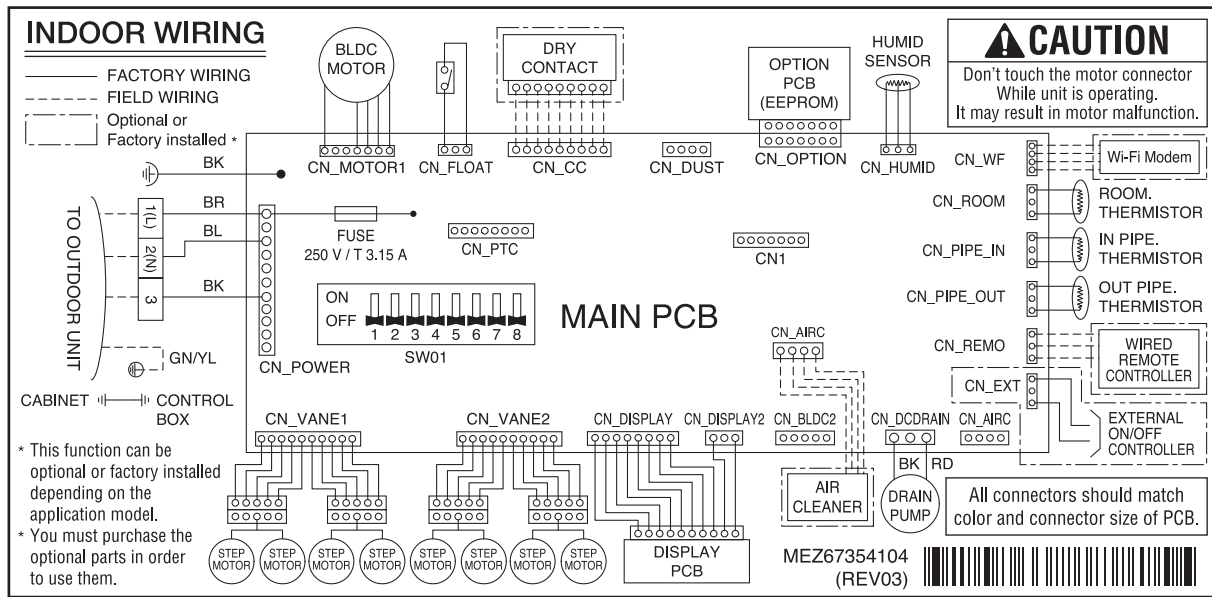 INDOOR WIRING
FACTORY WIRING
FIELD WIRING
Optional or
Factory installed *
BLDC
MOTOR
DRY
CONTACT
OPTION
PCB
(EEPROM)
HUMID
SENSOR
CAUTION
Don't touch the motor connector
While unit is operating.
It may result in motor malfunction.
CN_MOTOR1
CN_FLOAT
CN_CC
CN_DUST
CN_OPTION
CN_HUMID
CN_WF
Wi-Fi Modem
CN_ROOM
ROOM.
THERMISTOR
CN_PIPE_IN
IN PIPE.
THERMISTOR
CN_PIPE_OUT
OUT PIPE.
THERMISTOR
CN_REMO
WIRED
REMOTE
CONTROLLER
CN_EXT
EXTERNAL
ON/OFF
CONTROLLER
BK
BR
BL
BK
GN/YL
TO OUTDOOR UNIT
1(L)
2(N)
3
FUSE
250 V / T 3.15 A
CN_PTC
CN1
ON
OFF
1 2 3 4 5 6 7 8
SW01
MAIN PCB
CN_POWER
CN_AIRC
CABINET
CONTROL
BOX
CN_VANE1
CN_VANE2
CN_DISPLAY
CN_DISPLAY2
CN_BLDC2
CN_DCDRAIN
CN_AIRC
BK RD
* This function can be
optional or factory installed
depending on the
application model.
* You must purchase the
optional parts in order
to use them.
STEP
MOTOR
STEP
MOTOR
STEP
MOTOR
STEP
MOTOR
STEP
MOTOR
STEP
MOTOR
STEP
MOTOR
STEP
MOTOR
DISPLAY
PCB
AIR
CLEANER
DRAIN
PUMP
All connectors should match
color and connector size of PCB.
MEZ67354104
(REV03)